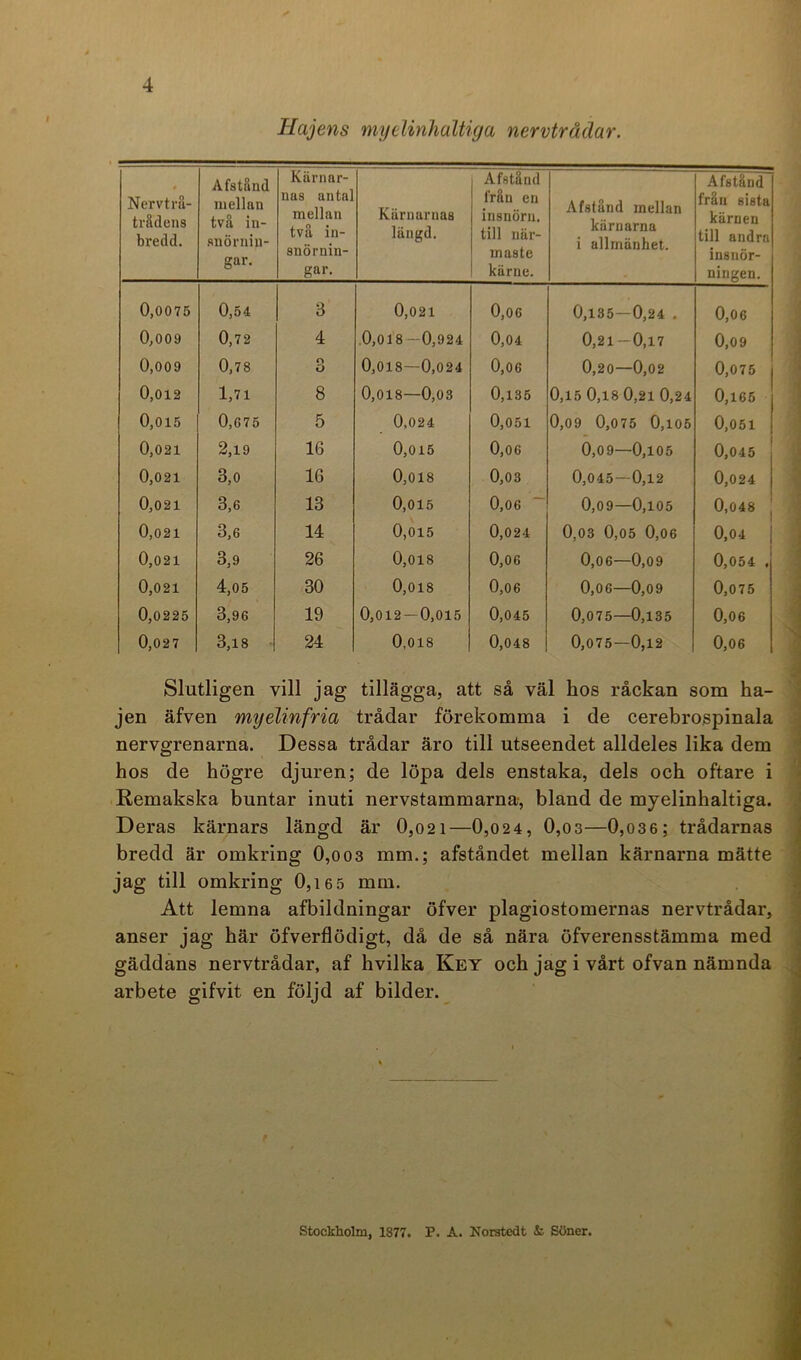 4
Hajens myelinhaltiga nervtrådar.
Nervtrå-
trådens
bredd.
Afstånd
mellan
två in-
snörnin-
gar.
Kärnar-
nas antal
mellan
två in-
snörnin-
gar.
Kärnarnas
längd.
Afstånd
från en
insnörn.
till när-
maste
kärne.
Afstånd mellan
kärnarna
i allmänhet.
Afstånd
från sista
kärnen
till andra
insnör-
ningen.
0,0075 0,54 3 0,021 0,06 0,135—0,24 . 0,06
0,009 0,72 4 0,018—0,924 0,04 0,21—0,17 0,09
0,009 0,78 3 0,018—0,024 0,06 0,20—0,02 0,075
0,012 1,71 8 0,018—0,03 0,135 0,15 0,18 0,21 0,24 0,165
0,015 0,675 5 0,024 0,051 0,09 0,075 0,105 0,051
0,021 2,19 16 0,015 0,06 0,09—0,105 0,045
0,021 3,0 16 0,018 0,03 0,045—0,12 0,024
0,021 3,6 13 0,015 0,06 0,09—0,105 0,048
0,021 3,6 14 0,015 0,024 0,03 0,05 0,06 0,04
0,021 3,9 26 0,018 0,06 0,06—0,09 0,054
0,021 4,05 30 0,018 0,06 0,06—0,09 0,075
0,0225 3,96 19 0,012—0,015 0,045 0,075—0,135 0,06
0,027 3,18 24 0,018 0,048 0,075—0,12 0,06
Slutligen vill jag tillägga, att så väl hos råckan som ha-
jen äfven myelinfria trådar förekomma i de cerebrospinala
nervgrenarna. Dessa trådar äro till utseendet alldeles lika dem
hos de högre djuren; de löpa dels enstaka, dels och oftare i
Remakska buntar inuti nervstammarna, bland de myelinhaltiga.
Deras kärnars längd är 0,021—0,024, 0,03—0,036; trådarnas
bredd är omkring 0,003 mm.; afståndet mellan kärnarna mätte
jag till omkring 0,165 mm.
Att lemna afbildningar öfver plagiostomernas nervtrådar,
anser jag här öfverflödigt, då de så nära öfverensstämma med
gäddans nervtrådar, af hvilka KEY och jag i vårt ofvan nämnda
arbete gifvit en följd af bilder.
Stockholm, 1877. P. A. Norstedt & Söner.